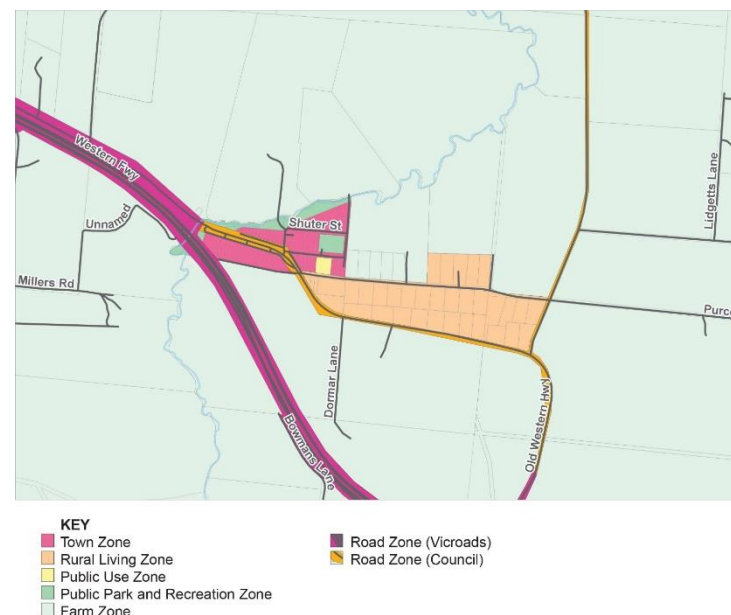 Western Fwy
Unnamed
Shuter St
Millers Rd
Lidgetts Lane
Purce
Dormar Lane
Bowmans Lane
Old Western Hwy
KEY
Town Zone
Rural Living Zone
Public Use Zone
Public Park and Recreation Zone
Farm Zone
Road Zone (Vicroads)
Road Zone (Council)